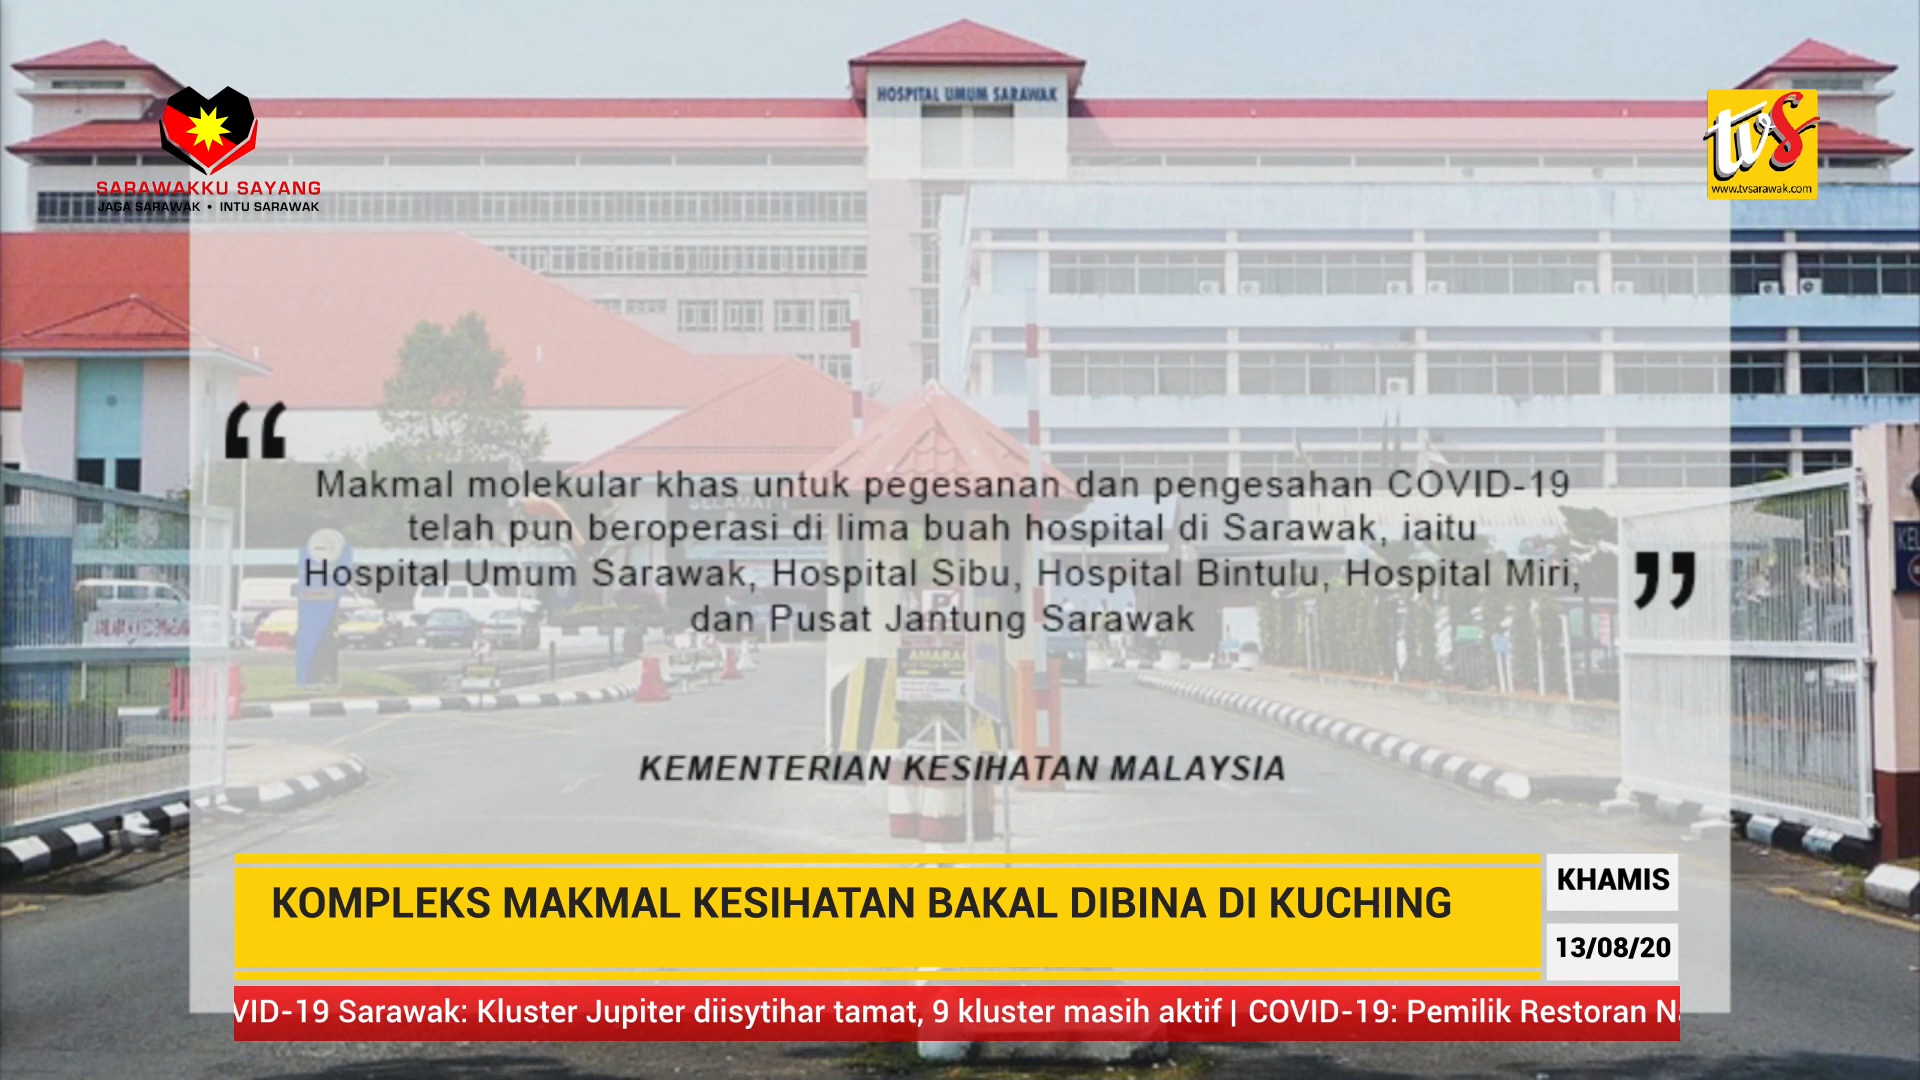 HOSPITAL UMUM SARAWAK
SARAWAKKU SAYANG
JAGA SARAWAK • INTU SARAWAK
tvS
www.tvsarawak.com
“
Makmal molekular khas untuk pegesanan dan pengesahan COVID-19
telah pun beroperasi di lima buah hospital di Sarawak, iaitu
Hospital Umum Sarawak, Hospital Sibu, Hospital Bintulu, Hospital Miri,
dan Pusat Jantung Sarawak
”
KEMENTERIAN KESIHATAN MALAYSIA
KOMPLEKS MAKMAL KESIHATAN BAKAL DIBINA DI KUCHING
KHAMIS
13/08/20
VID-19 Sarawak: Kluster Jupiter diisytihar tamat, 9 kluster masih aktif | COVID-19: Pemilik Restoran